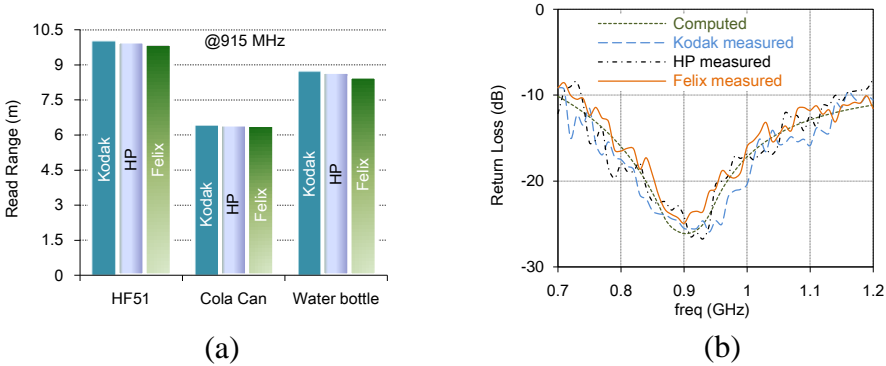 10.5
9
7.5
6
4.5
3
1.5
0
Read Range (m)
@915 MHz
Kodak
HP
Felix
Kodak
HP
Felix
Kodak
HP
Felix
HF51
Cola Can
Water bottle
(a)
0
-10
-20
-30
Return Loss (dB)
Computed
Kodak measured
HP measured
Felix measured
0.7
0.8
0.9
1
1.1
1.2
freq (GHz)
(b)